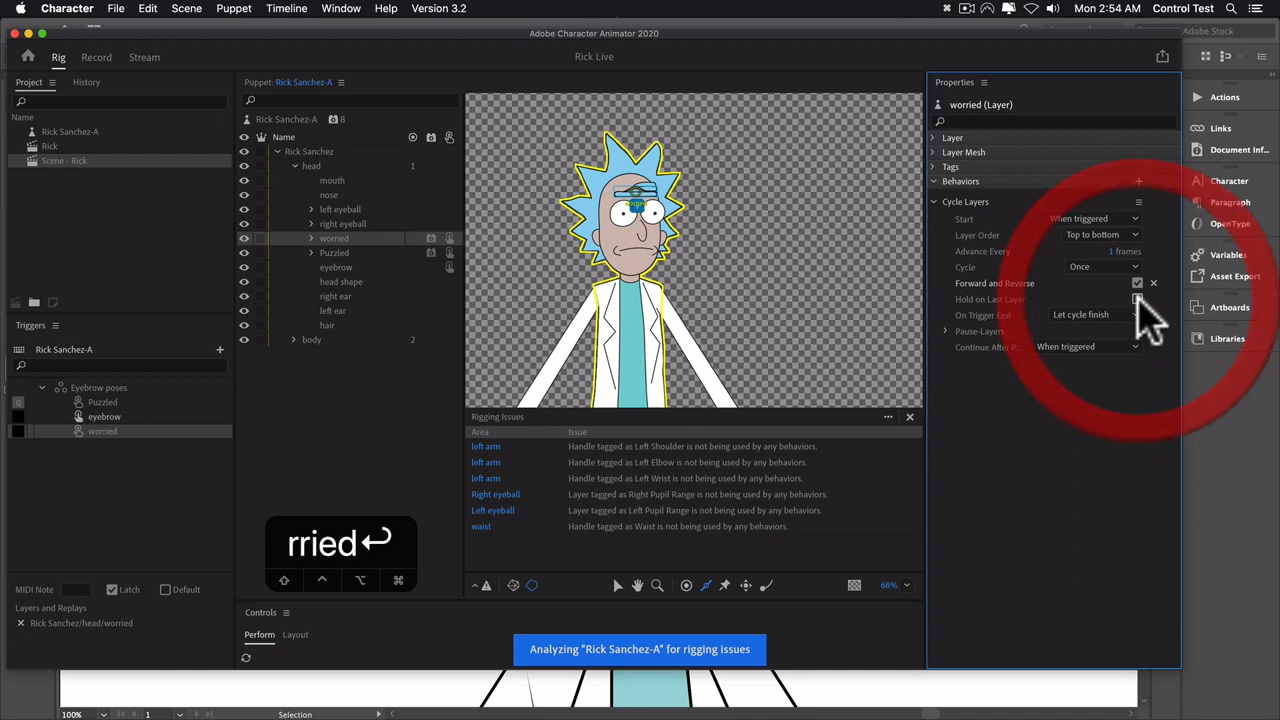 Character File Edit Scene Puppet Timeline Window Help Version 3.2 Mon 2:54 AM Control Test
Adobe Character Animator 2020
Adobe Stock
Rig Record Stream
Rick Live
Project History
Name
Rick Sanchez-A
Rick
Scene - Rick
Puppet: Rick Sanchez-A
Rick Sanchez-A 8
Name
Rick Sanchez
head 1
mouth
nose
left eyeball
right eyeball
worried
Puzzled
eyebrow
head shape
right ear
left ear
hair
body 2
Triggers
Rick Sanchez-A
Eyebrow poses
Q Puzzled
eyebrow
worried
MIDI Note Latch Default
Layers and Replays
Rick Sanchez/head/worried
rried
Rigging Issues
Area Issue
left arm Handle tagged as Left Shoulder is not being used by any behaviors.
left arm Handle tagged as Left Elbow is not being used by any behaviors.
left arm Handle tagged as Left Wrist is not being used by any behaviors.
Right eyeball Layer tagged as Right Pupil Range is not being used by any behaviors.
Left eyeball Layer tagged as Left Pupil Range is not being used by any behaviors.
waist Handle tagged as Waist is not being used by any behaviors.
68%
Controls
Perform Layout
Analyzing "Rick Sanchez-A" for rigging issues
Properties
worried (Layer)
Layer
Layer Mesh
Tags
Behaviors
Cycle Layers
Start When triggered
Layer Order Top to bottom
Advance Every 1 frames
Cycle Once
Forward and Reverse
Hold on Last Layer
On Trigger End Let cycle finish
Pause-Layers
Continue After P... When triggered
Actions
Links
Document Inf...
Character
Paragraph
OpenType
Variables
Asset Export
Artboards
Libraries
100% 1 Selection